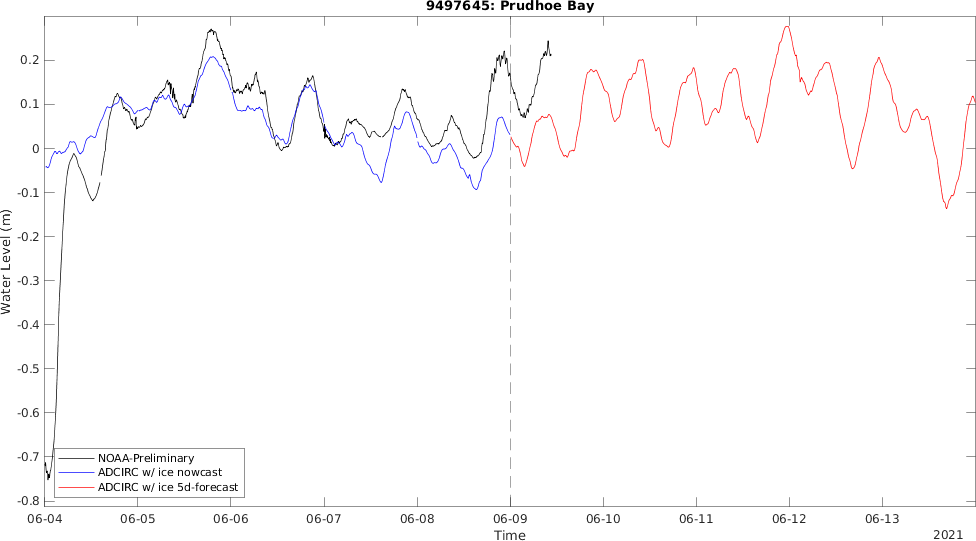 9497645: Prudhoe Bay
0.2
0.1
0
-0.1
-0.2
-0.3
-0.4
-0.5
-0.6
-0.7
-0.8
Water Level (m)
NOAA-Preliminary
ADCIRC w/ ice nowcast
ADCIRC w/ ice 5d-forecast
06-04 06-05 06-06 06-07 06-08 06-09 06-10 06-11 06-12 06-13
Time
2021